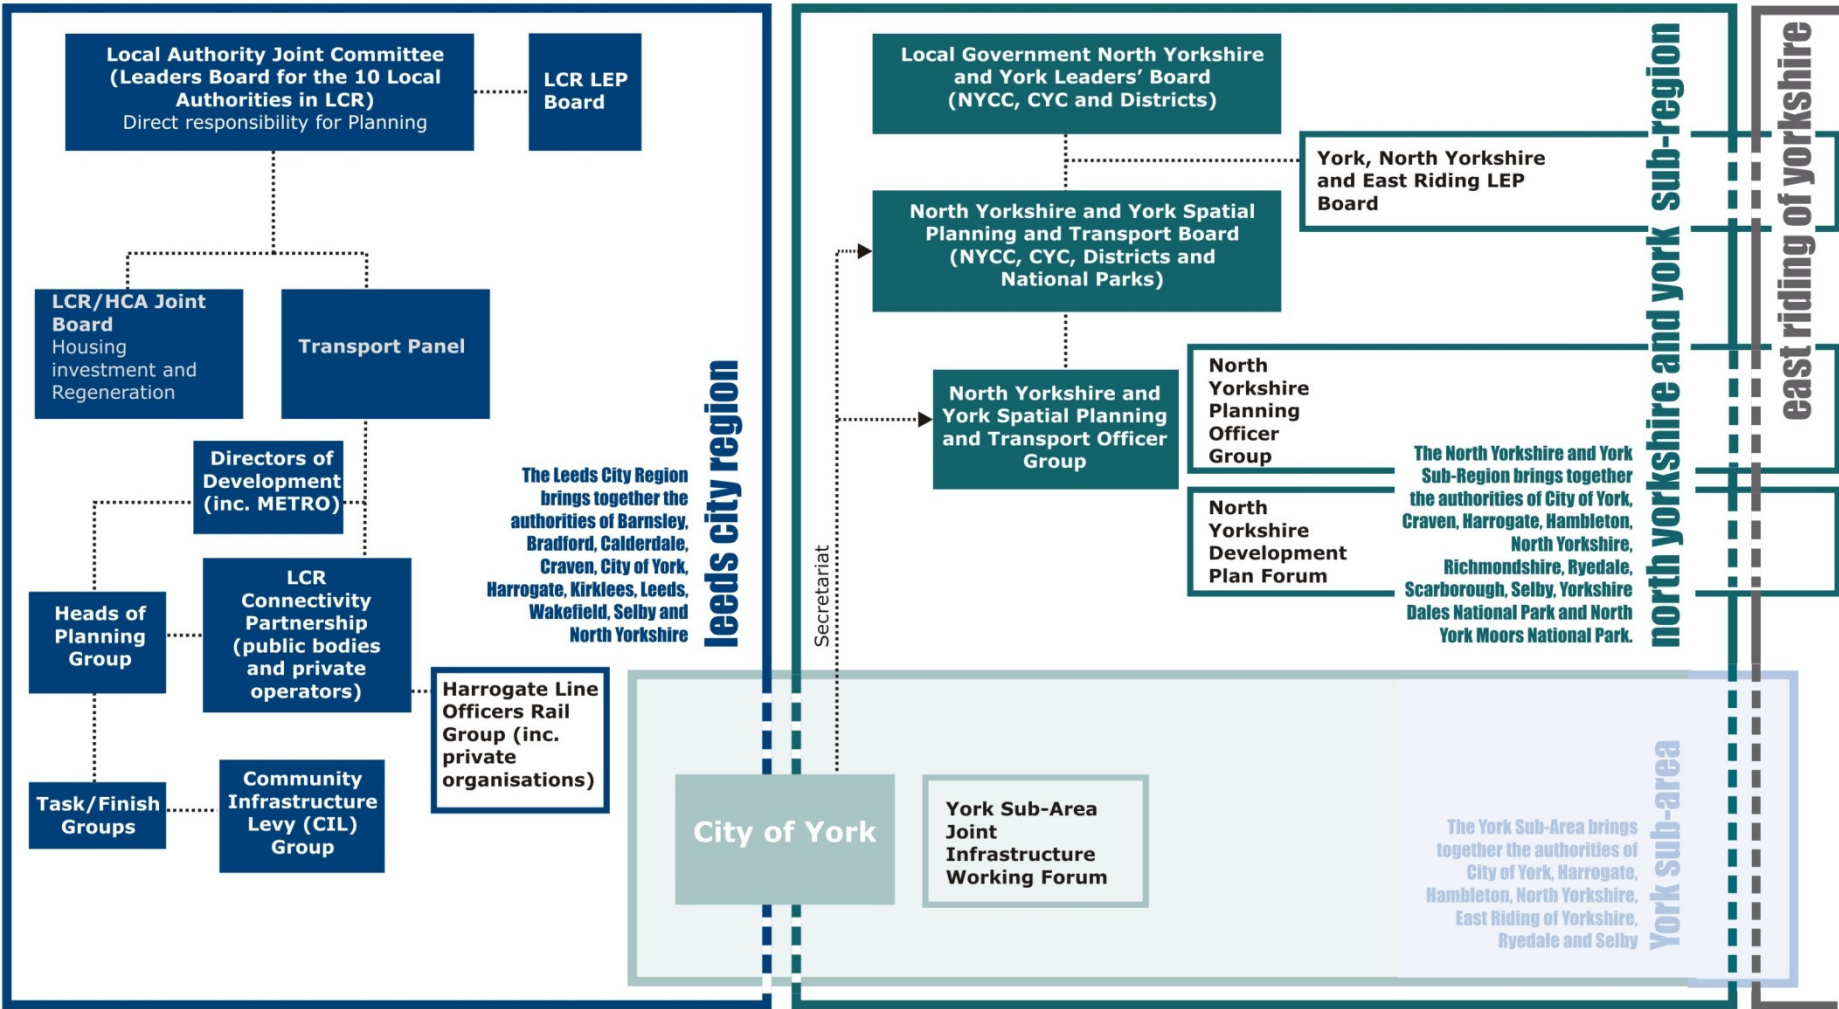 Local Authority Joint Committee
(Leaders Board for the 10 Local
Authorities in LCR)
Direct responsibility for Planning
LCR LEP
Board
LCR/HCA Joint
Board
Housing
investment and
Regeneration
Transport Panel
Directors of
Development
(inc. METRO)
Heads of
Planning
Group
LCR
Connectivity
Partnership
(public bodies
and private
operators)
Harrogate Line
Officers Rail
Group (inc.
private
organisations)
Task/Finish
Groups
Community
Infrastructure
Levy (CIL)
Group
The Leeds City Region
brings together the
authorities of Barnsley,
Bradford, Calderdale,
Craven, City of York,
Harrogate, Kirklees, Leeds,
Wakefield, Selby and
North Yorkshire
leeds city region
Local Government North Yorkshire
and York Leaders’ Board
(NYCC, CYC and Districts)
York, North Yorkshire
and East Riding LEP
Board
North Yorkshire and York Spatial
Planning and Transport Board
(NYCC, CYC, Districts and
National Parks)
North Yorkshire and
York Spatial Planning
and Transport Officer
Group
North
Yorkshire
Planning
Officer
Group
North
Yorkshire
Development
Plan Forum
The North Yorkshire and York
Sub-Region brings together
the authorities of City of York,
Craven, Harrogate, Hambleton,
North Yorkshire,
Richmondshire, Ryedale,
Scarborough, Selby, Yorkshire
Dales National Park and North
York Moors National Park.
north yorkshire and york sub-region
east riding of yorkshire
Secretariat
City of York
York Sub-Area
Joint
Infrastructure
Working Forum
The York Sub-Area brings
together the authorities of
City of York, Harrogate,
Hambleton, North Yorkshire,
East Riding of Yorkshire,
Ryedale and Selby
York sub-area